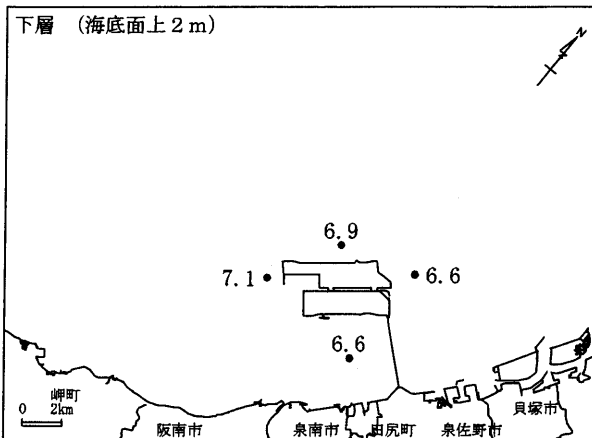 下層　(海底面上２ｍ)
N
6.9
7.1
6.6
6.6
岬町
0　2km
阪南市
泉南市
田尻町
泉佐野市
貝塚市